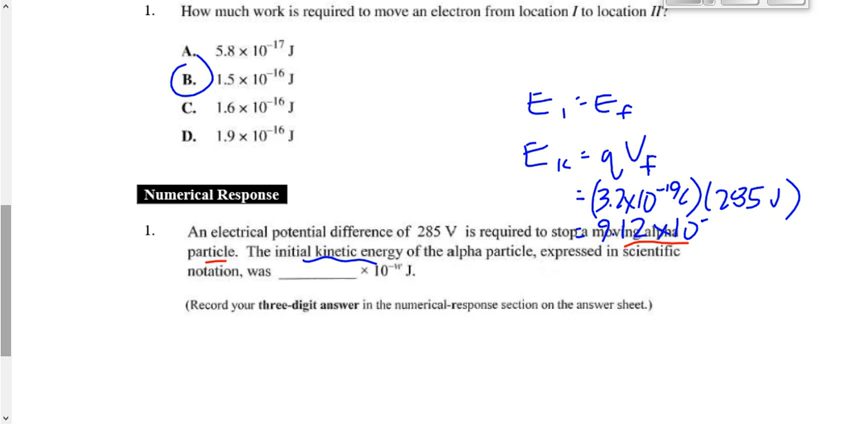 1. How much work is required to move an electron from location I to location II?
A. 5.8 × 10⁻¹⁷ J
B. 1.5 × 10⁻¹⁶ J
C. 1.6 × 10⁻¹⁶ J
D. 1.9 × 10⁻¹⁶ J
E₁ = E_f
E_K = qV_f
= (3.2×10⁻¹⁹C)(285V)
= 9.12×10⁻
Numerical Response
1. An electrical potential difference of 285 V is required to stop a moving alpha
particle. The initial kinetic energy of the alpha particle, expressed in scientific
notation, was __________ × 10⁻ʷ J.
(Record your three-digit answer in the numerical-response section on the answer sheet.)